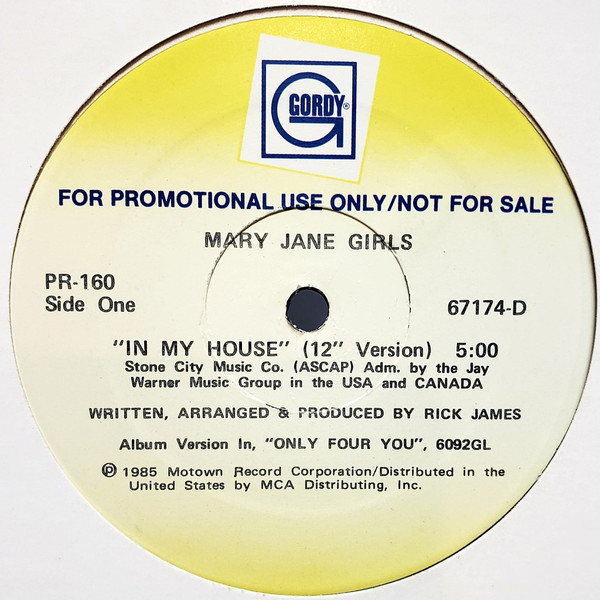 GORDY®
FOR PROMOTIONAL USE ONLY/NOT FOR SALE
MARY JANE GIRLS
PR-160
Side One
67174-D
"IN MY HOUSE" (12" Version) 5:00
Stone City Music Co. (ASCAP) Adm. by the Jay
Warner Music Group in the USA and CANADA
WRITTEN, ARRANGED & PRODUCED BY RICK JAMES
Album Version In, "ONLY FOUR YOU", 6092GL
℗ 1985 Motown Record Corporation/Distributed in the
United States by MCA Distributing, Inc.